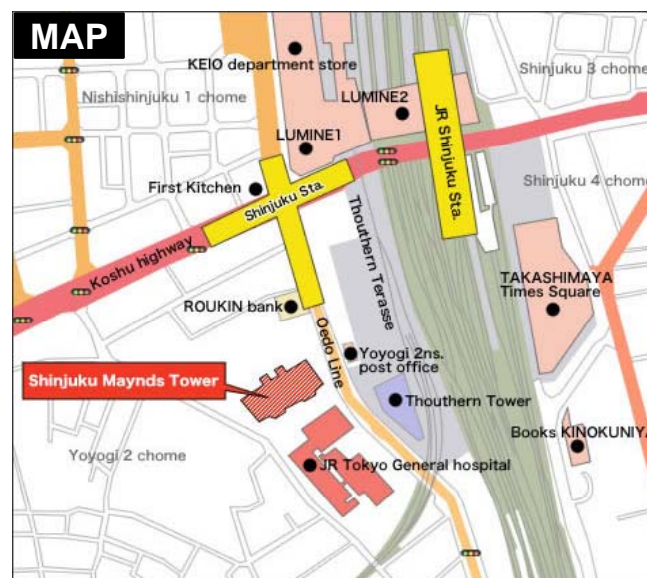 MAP
KEIO department store
Shinjuku 3 chome
Nishishinjuku 1 chome
LUMINE2
JR Shinjuku Sta.
LUMINE1
First Kitchen
Shinjuku Sta.
Shinjuku 4 chome
Koshu highway
Thouthern Terasse
TAKASHIMAYA
Times Square
ROUKIN bank
Oedo Line
Yoyogi 2ns.
post office
Shinjuku Maynds Tower
Thouthern Tower
Books KINOKUNIYA
Yoyogi 2 chome
JR Tokyo General hospital